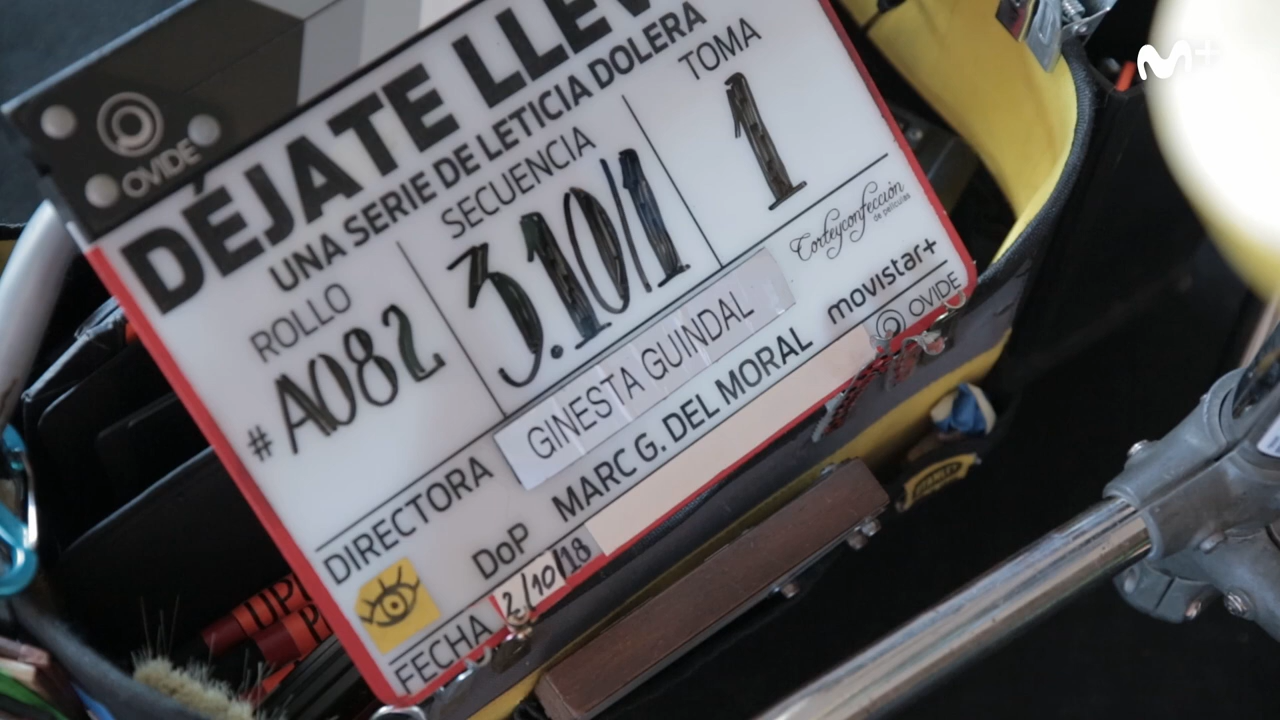 M+
OVIDE
DÉJATE LLEV
UNA SERIE DE LETICIA DOLERA
ROLLO
# A082
SECUENCIA
3.10/1
TOMA
1
Corteyconfección
de películas
movistar+
OVIDE
DIRECTORA
GINESTA GUINDAL
DoP
MARC G. DEL MORAL
FECHA
2/10/18
STANLEY